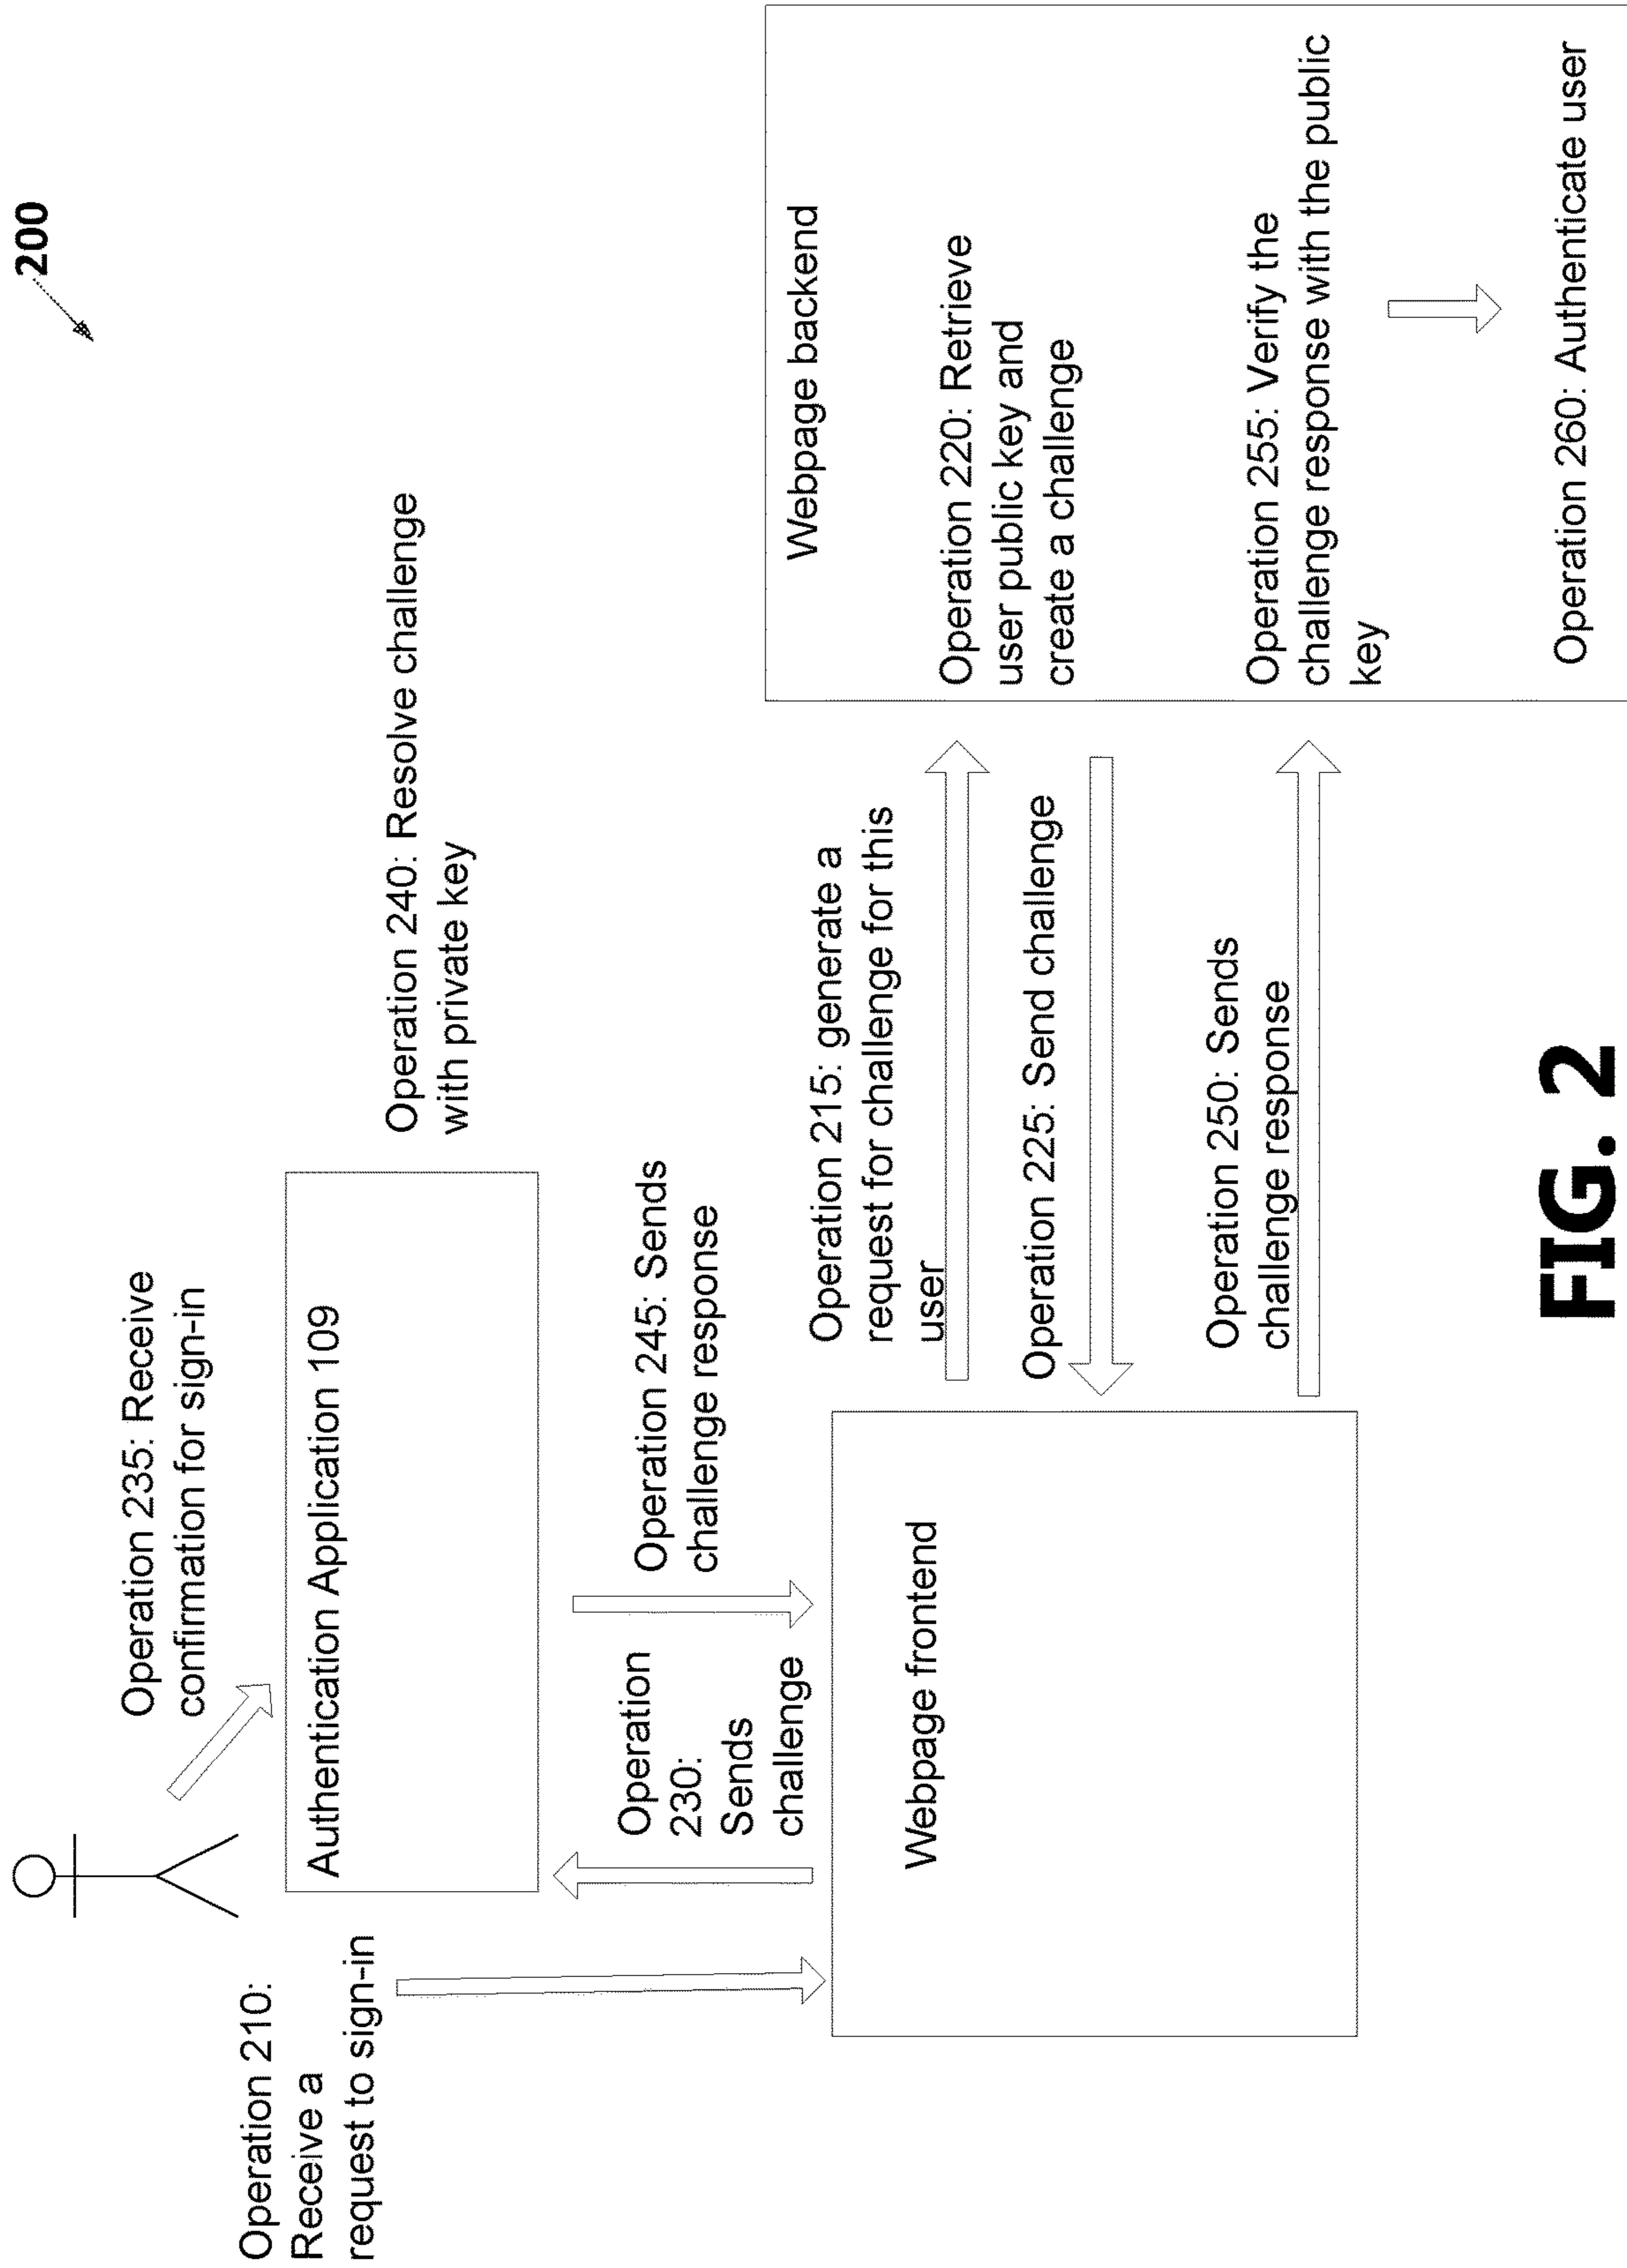 200
Operation 235: Receive
confirmation for sign-in
Operation 210:
Receive a
request to sign-in
Authentication Application 109
Operation 240: Resolve challenge
with private key
Operation
230:
Sends
challenge
Operation 245: Sends
challenge response
Webpage frontend
Operation 215: generate a
request for challenge for this
user
Operation 225: Send challenge
Operation 250: Sends
challenge response
Webpage backend
Operation 220: Retrieve
user public key and
create a challenge
Operation 255: Verify the
challenge response with the public
key
Operation 260: Authenticate user
FIG. 2